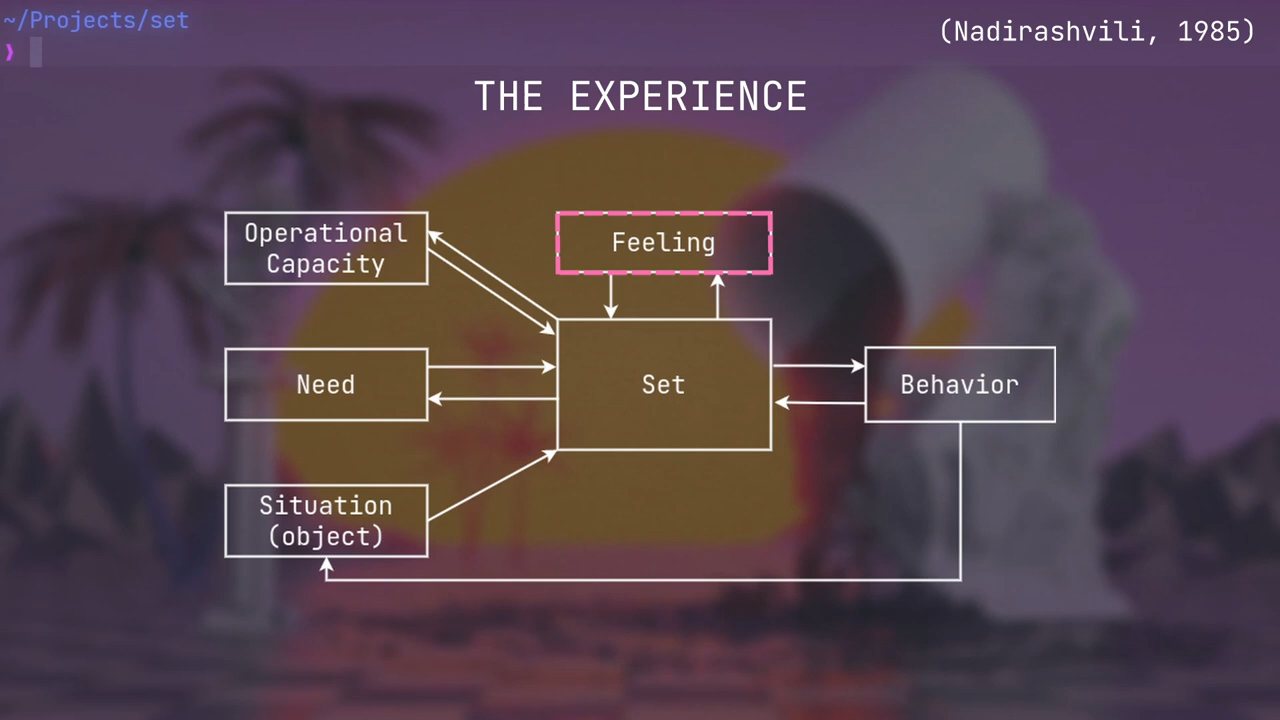 ~/Projects/set
❯
(Nadirashvili, 1985)
THE EXPERIENCE
Operational
Capacity
Feeling
Need
Set
Behavior
Situation
(object)